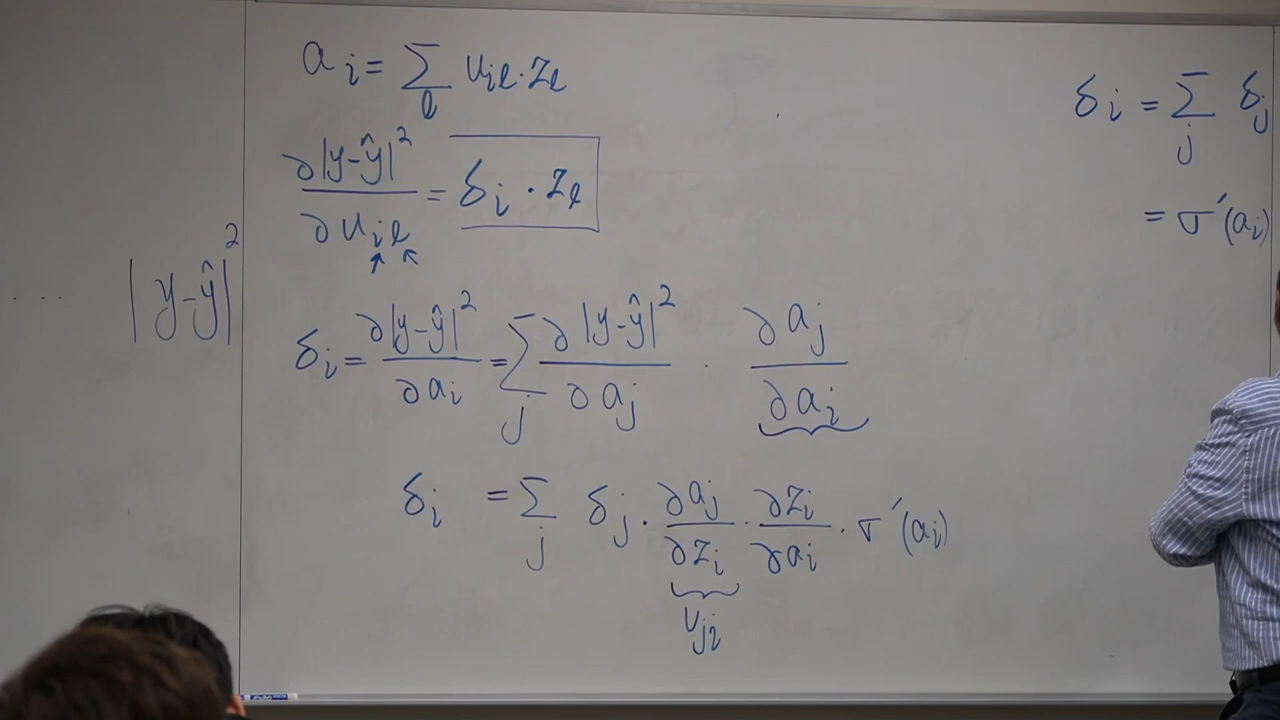 a_i = Σ_l u_il · z_l
∂|y-ŷ|² / ∂u_il = δ_i · z_l
... |y-ŷ|²
δ_i = ∂|y-ŷ|² / ∂a_i = Σ_j ∂|y-ŷ|² / ∂a_j · ∂a_j / ∂a_i
δ_i = Σ_j δ_j · ∂a_j / ∂z_i · ∂z_i / ∂a_i · σ'(a_i)
u_ji
δ_i = Σ_j δ_j
= σ'(a_i)